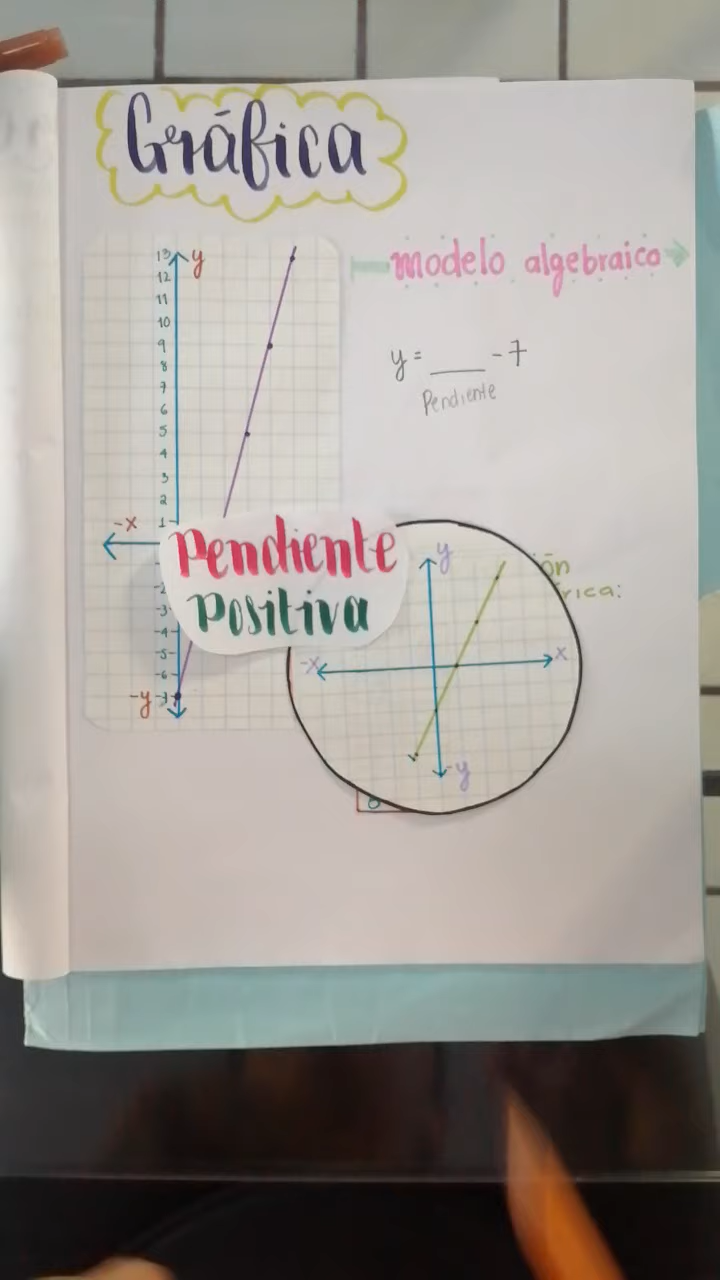 Gráfica
13
y
12
11
10
9
8
7
6
5
4
3
2
1
-x
-2
-3
-4
-5
-6
-7
-y
modelo algebraico
y = ___ - 7
Pendiente
Pendiente
Positiva
y
-x
x
-y